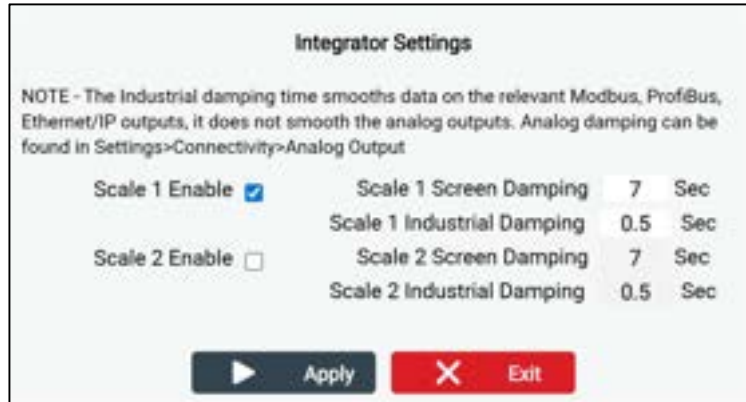 Integrator Settings
NOTE - The Industrial damping time smooths data on the relevant Modbus, ProfiBus,
Ethernet/IP outputs, it does not smooth the analog outputs. Analog damping can be
found in Settings>Connectivity>Analog Output
Scale 1 Enable Scale 1 Screen Damping 7 Sec
Scale 1 Industrial Damping 0.5 Sec
Scale 2 Enable Scale 2 Screen Damping 7 Sec
Scale 2 Industrial Damping 0.5 Sec
Apply Exit